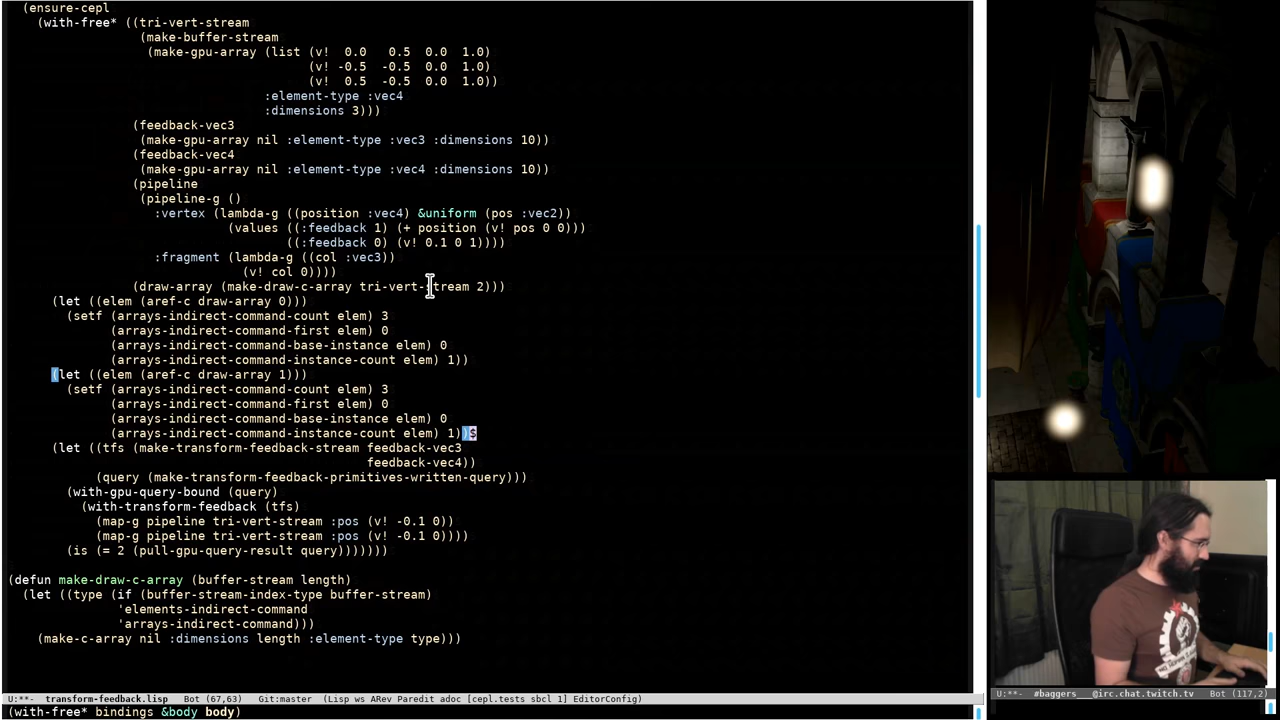 (ensure-cepl
(with-free* ((tri-vert-stream
(make-buffer-stream
(make-gpu-array (list (v!  0.0   0.5  0.0  1.0)
(v! -0.5  -0.5  0.0  1.0)
(v!  0.5  -0.5  0.0  1.0))
:element-type :vec4
:dimensions 3)))
(feedback-vec3
(make-gpu-array nil :element-type :vec3 :dimensions 10))
(feedback-vec4
(make-gpu-array nil :element-type :vec4 :dimensions 10))
(pipeline
(pipeline-g ()
:vertex (lambda-g ((position :vec4) &uniform (pos :vec2))
(values ((:feedback 1) (+ position (v! pos 0 0)))
((:feedback 0) (v! 0.1 0 1))))
:fragment (lambda-g ((col :vec3))
(v! col 0))))
(draw-array (make-draw-c-array tri-vert-stream 2)))
(let ((elem (aref-c draw-array 0)))
(setf (arrays-indirect-command-count elem) 3
(arrays-indirect-command-first elem) 0
(arrays-indirect-command-base-instance elem) 0
(arrays-indirect-command-instance-count elem) 1))
(let ((elem (aref-c draw-array 1)))
(setf (arrays-indirect-command-count elem) 3
(arrays-indirect-command-first elem) 0
(arrays-indirect-command-base-instance elem) 0
(arrays-indirect-command-instance-count elem) 1))$
(let ((tfs (make-transform-feedback-stream feedback-vec3
feedback-vec4))
(query (make-transform-feedback-primitives-written-query)))
(with-gpu-query-bound (query)
(with-transform-feedback (tfs)
(map-g pipeline tri-vert-stream :pos (v! -0.1 0))
(map-g pipeline tri-vert-stream :pos (v! -0.1 0))))
(is (= 2 (pull-gpu-query-result query)))))))
(defun make-draw-c-array (buffer-stream length)
(let ((type (if (buffer-stream-index-type buffer-stream)
'elements-indirect-command
'arrays-indirect-command)))
(make-c-array nil :dimensions length :element-type type)))
U:**-  transform-feedback.lisp   Bot (67,63)   Git:master  (Lisp ws ARev Paredit adoc [cepl.tests sbcl 1] EditorConfig)
(with-free* bindings &body body)
U:**-  #baggers___@irc.chat.twitch.tv   Bot (117,2)